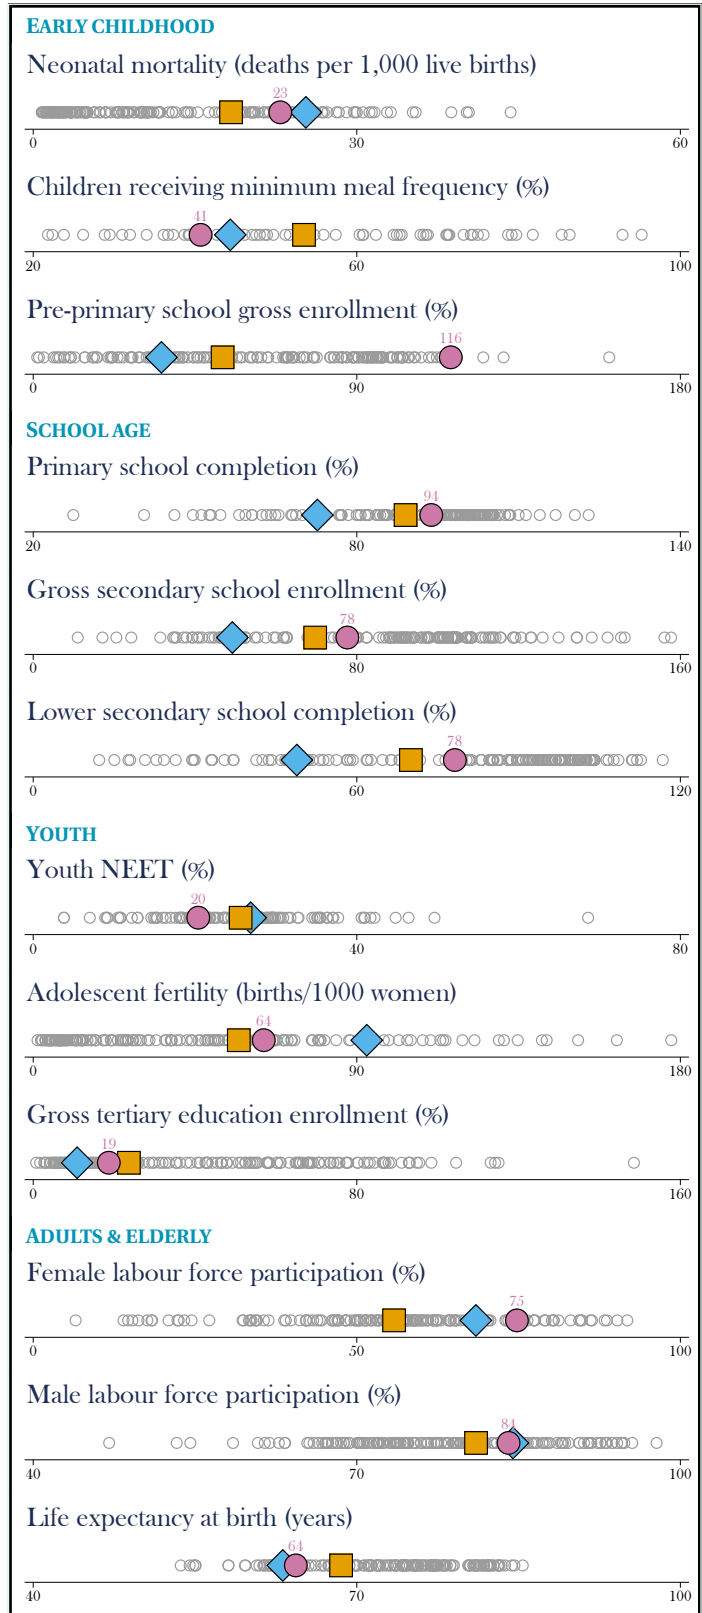 EARLY CHILDHOOD
Neonatal mortality (deaths per 1,000 live births)
23
0 30 60
Children receiving minimum meal frequency (%)
41
20 60 100
Pre-primary school gross enrollment (%)
116
0 90 180
SCHOOL AGE
Primary school completion (%)
94
20 80 140
Gross secondary school enrollment (%)
78
0 80 160
Lower secondary school completion (%)
78
0 60 120
YOUTH
Youth NEET (%)
20
0 40 80
Adolescent fertility (births/1000 women)
64
0 90 180
Gross tertiary education enrollment (%)
19
0 80 160
ADULTS & ELDERLY
Female labour force participation (%)
75
0 50 100
Male labour force participation (%)
84
40 70 100
Life expectancy at birth (years)
64
40 70 100